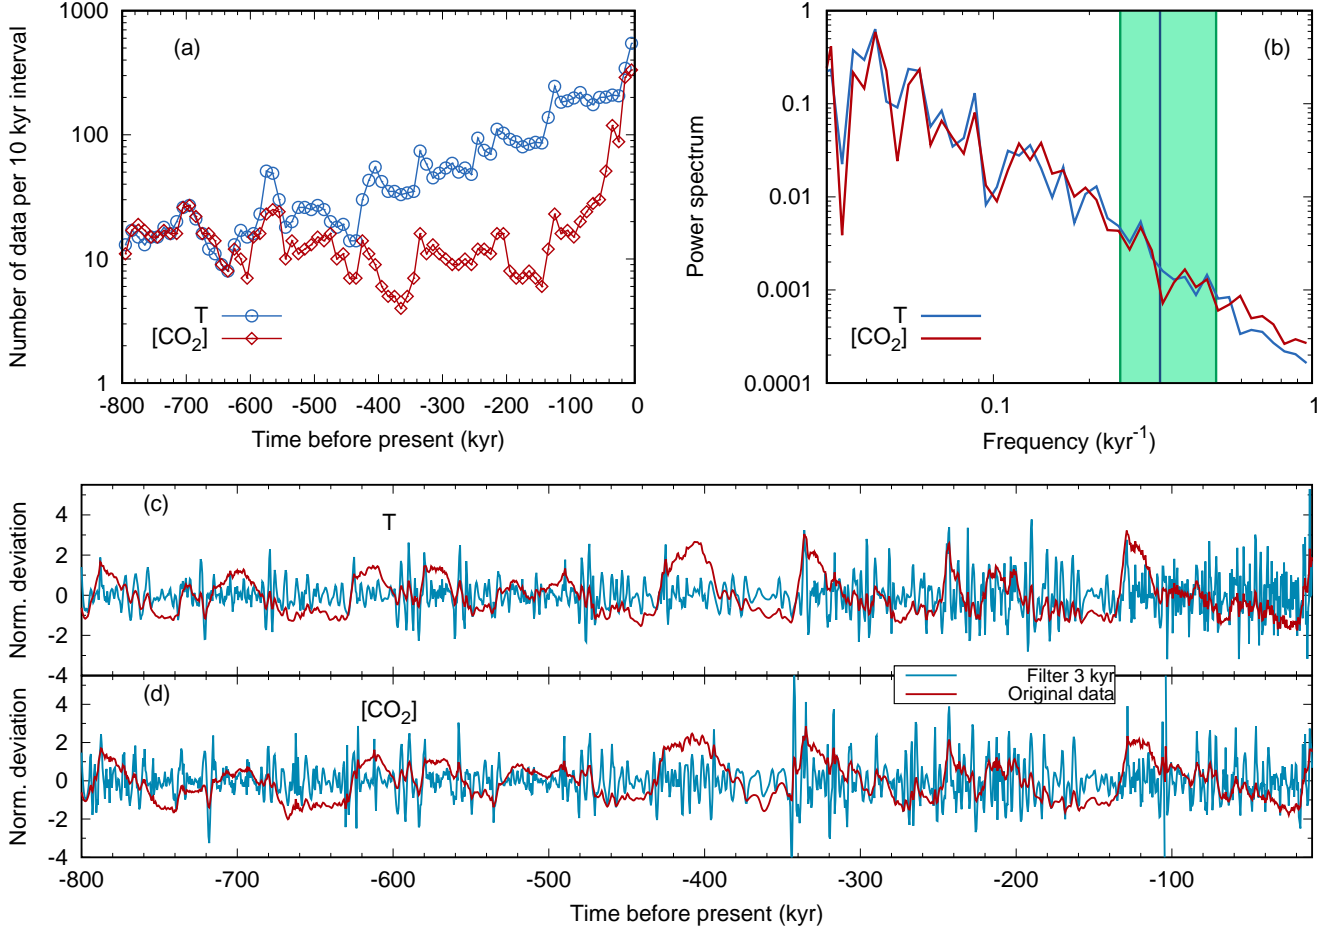 Number of data per 10 kyr interval
1000
100
10
1
(a)
T
[CO2]
-800 -700 -600 -500 -400 -300 -200 -100 0
Time before present (kyr)
Power spectrum
1
0.1
0.01
0.001
0.0001
(b)
T
[CO2]
0.1 1
Frequency (kyr-1)
Norm. deviation
4
2
0
-2
-4
(c)
T
Norm. deviation
4
2
0
-2
-4
(d)
[CO2]
Filter 3 kyr
Original data
-800 -700 -600 -500 -400 -300 -200 -100
Time before present (kyr)